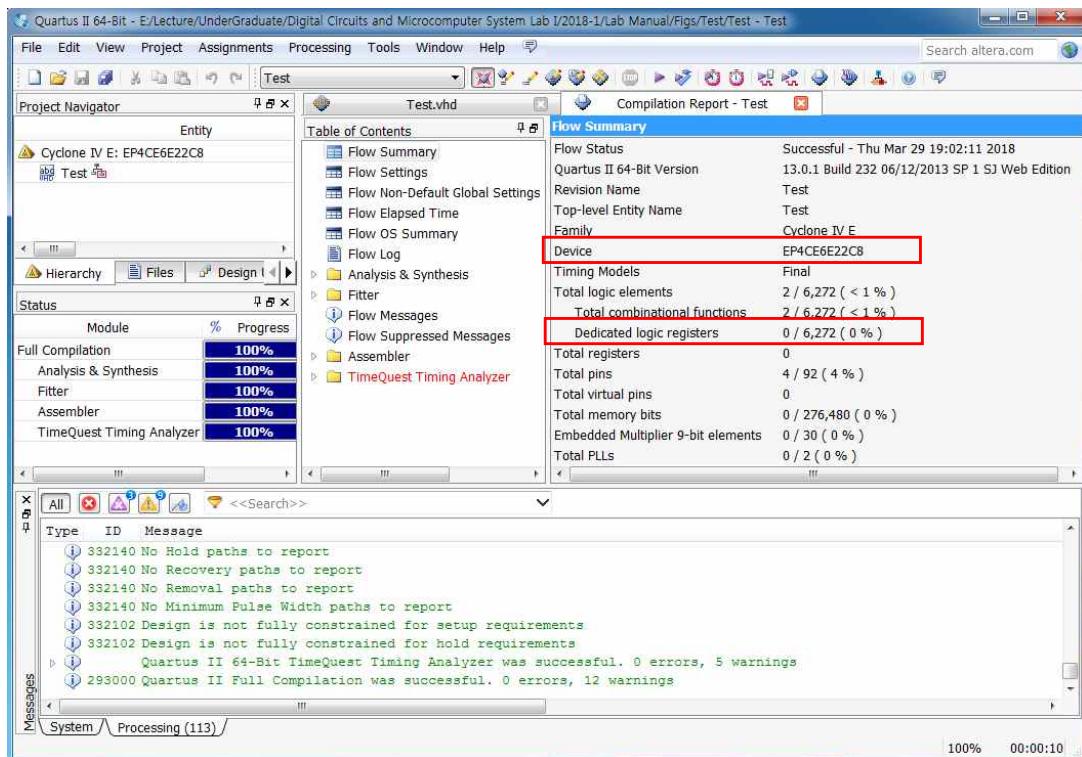 Quartus II 64-Bit - E:/Lecture/UnderGraduate/Digital Circuits and Microcomputer System Lab I/2018-1/Lab Manual/Figs/Test/Test - Test
File Edit View Project Assignments Processing Tools Window Help
Search altera.com
Test
Project Navigator
Entity
Cyclone IV E: EP4CE6E22C8
Test
Hierarchy Files Design
Status
Module % Progress
Full Compilation 100%
Analysis & Synthesis 100%
Fitter 100%
Assembler 100%
TimeQuest Timing Analyzer 100%
Test.vhd
Compilation Report - Test
Table of Contents
Flow Summary
Flow Settings
Flow Non-Default Global Settings
Flow Elapsed Time
Flow OS Summary
Flow Log
Analysis & Synthesis
Fitter
Flow Messages
Flow Suppressed Messages
Assembler
TimeQuest Timing Analyzer
Flow Summary
Flow Status Successful - Thu Mar 29 19:02:11 2018
Quartus II 64-Bit Version 13.0.1 Build 232 06/12/2013 SP 1 SJ Web Edition
Revision Name Test
Top-level Entity Name Test
Family Cyclone IV E
Device EP4CE6E22C8
Timing Models Final
Total logic elements 2 / 6,272 ( < 1 % )
Total combinational functions 2 / 6,272 ( < 1 % )
Dedicated logic registers 0 / 6,272 ( 0 % )
Total registers 0
Total pins 4 / 92 ( 4 % )
Total virtual pins 0
Total memory bits 0 / 276,480 ( 0 % )
Embedded Multiplier 9-bit elements 0 / 30 ( 0 % )
Total PLLs 0 / 2 ( 0 % )
All <<Search>>
Type ID Message
332140 No Hold paths to report
332140 No Recovery paths to report
332140 No Removal paths to report
332140 No Minimum Pulse Width paths to report
332102 Design is not fully constrained for setup requirements
332102 Design is not fully constrained for hold requirements
Quartus II 64-Bit TimeQuest Timing Analyzer was successful. 0 errors, 5 warnings
293000 Quartus II Full Compilation was successful. 0 errors, 12 warnings
Messages
System Processing (113)
100% 00:00:10